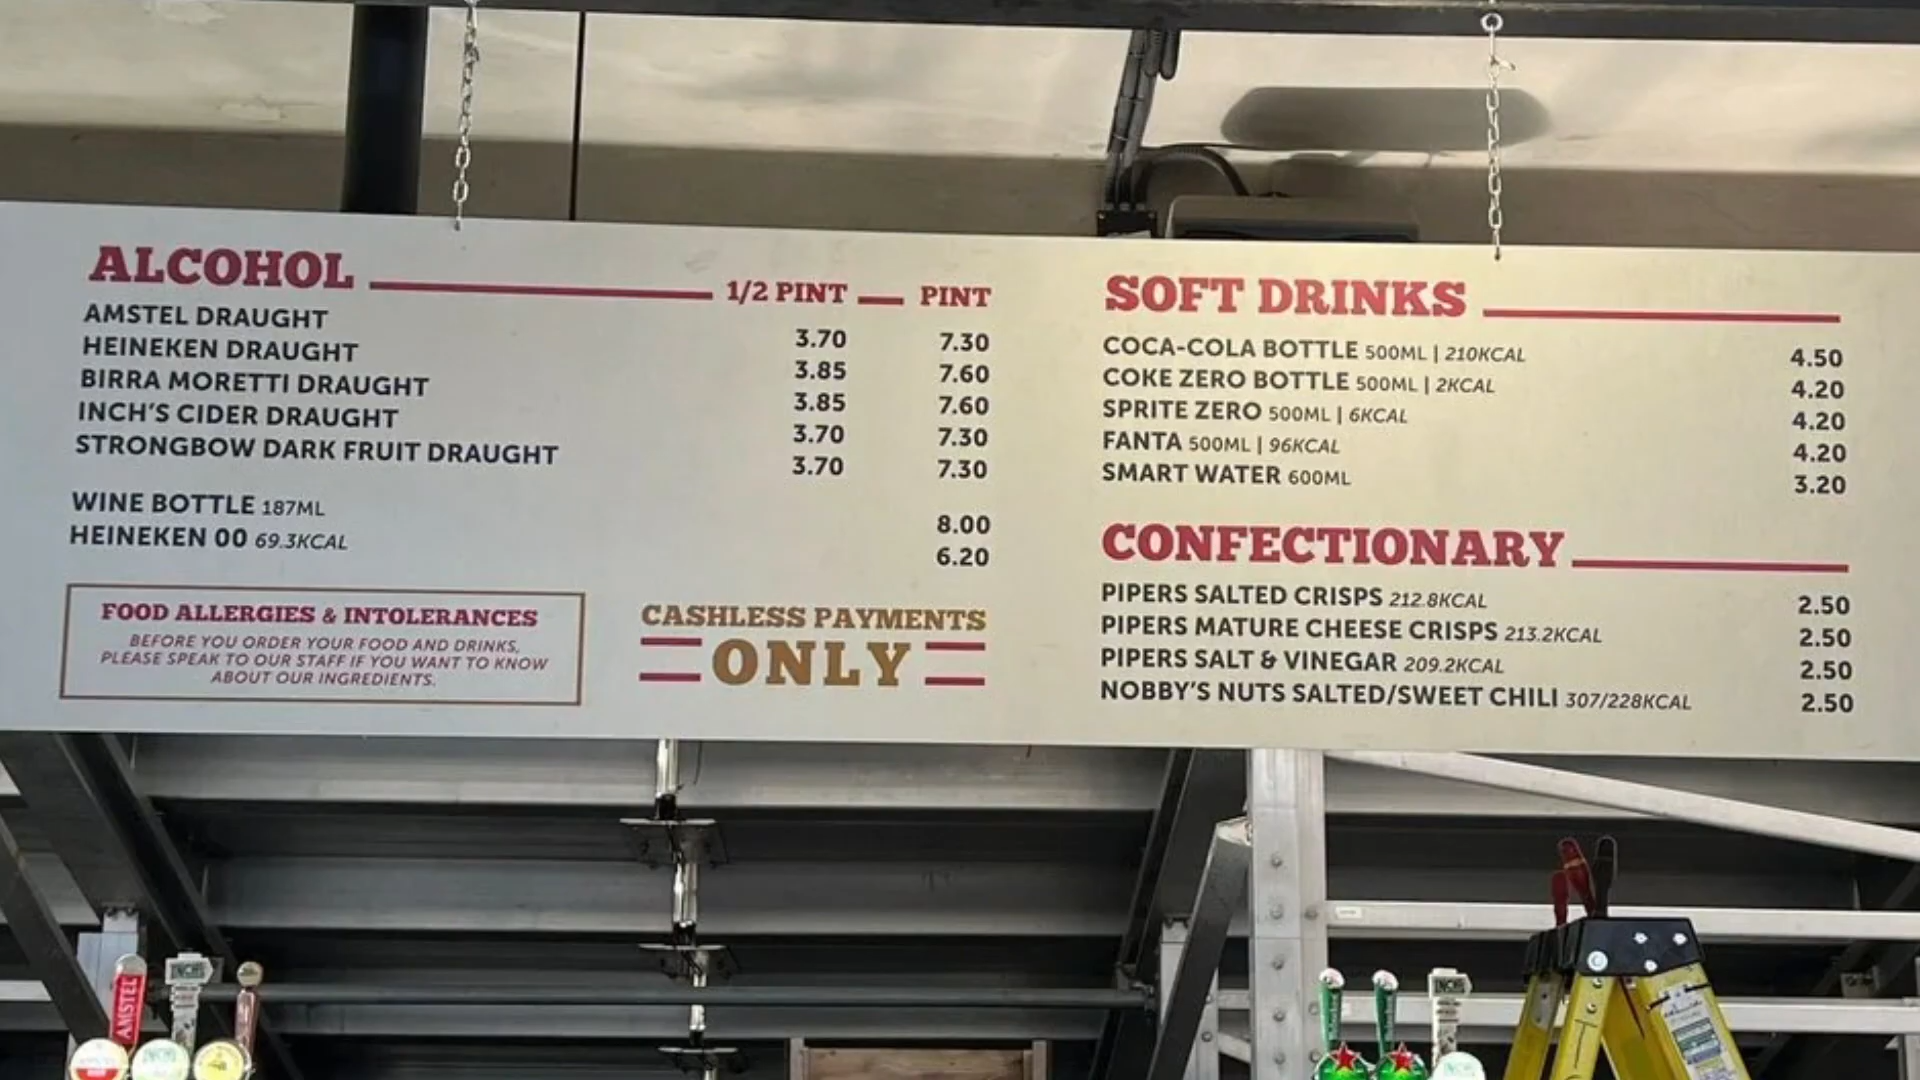 ALCOHOL 1/2 PINT PINT
AMSTEL DRAUGHT 3.70 7.30
HEINEKEN DRAUGHT 3.85 7.60
BIRRA MORETTI DRAUGHT 3.85 7.60
INCH'S CIDER DRAUGHT 3.70 7.30
STRONGBOW DARK FRUIT DRAUGHT 3.70 7.30
WINE BOTTLE 187ML 8.00
HEINEKEN 00 69.3KCAL 6.20
FOOD ALLERGIES & INTOLERANCES
BEFORE YOU ORDER YOUR FOOD AND DRINKS,
PLEASE SPEAK TO OUR STAFF IF YOU WANT TO KNOW
ABOUT OUR INGREDIENTS.
CASHLESS PAYMENTS
ONLY
SOFT DRINKS
COCA-COLA BOTTLE 500ML | 210KCAL 4.50
COKE ZERO BOTTLE 500ML | 2KCAL 4.20
SPRITE ZERO 500ML | 6KCAL 4.20
FANTA 500ML | 96KCAL 4.20
SMART WATER 600ML 3.20
CONFECTIONARY
PIPERS SALTED CRISPS 212.8KCAL 2.50
PIPERS MATURE CHEESE CRISPS 213.2KCAL 2.50
PIPERS SALT & VINEGAR 209.2KCAL 2.50
NOBBY'S NUTS SALTED/SWEET CHILI 307/228KCAL 2.50
AMSTEL
INCH'S
INCH'S